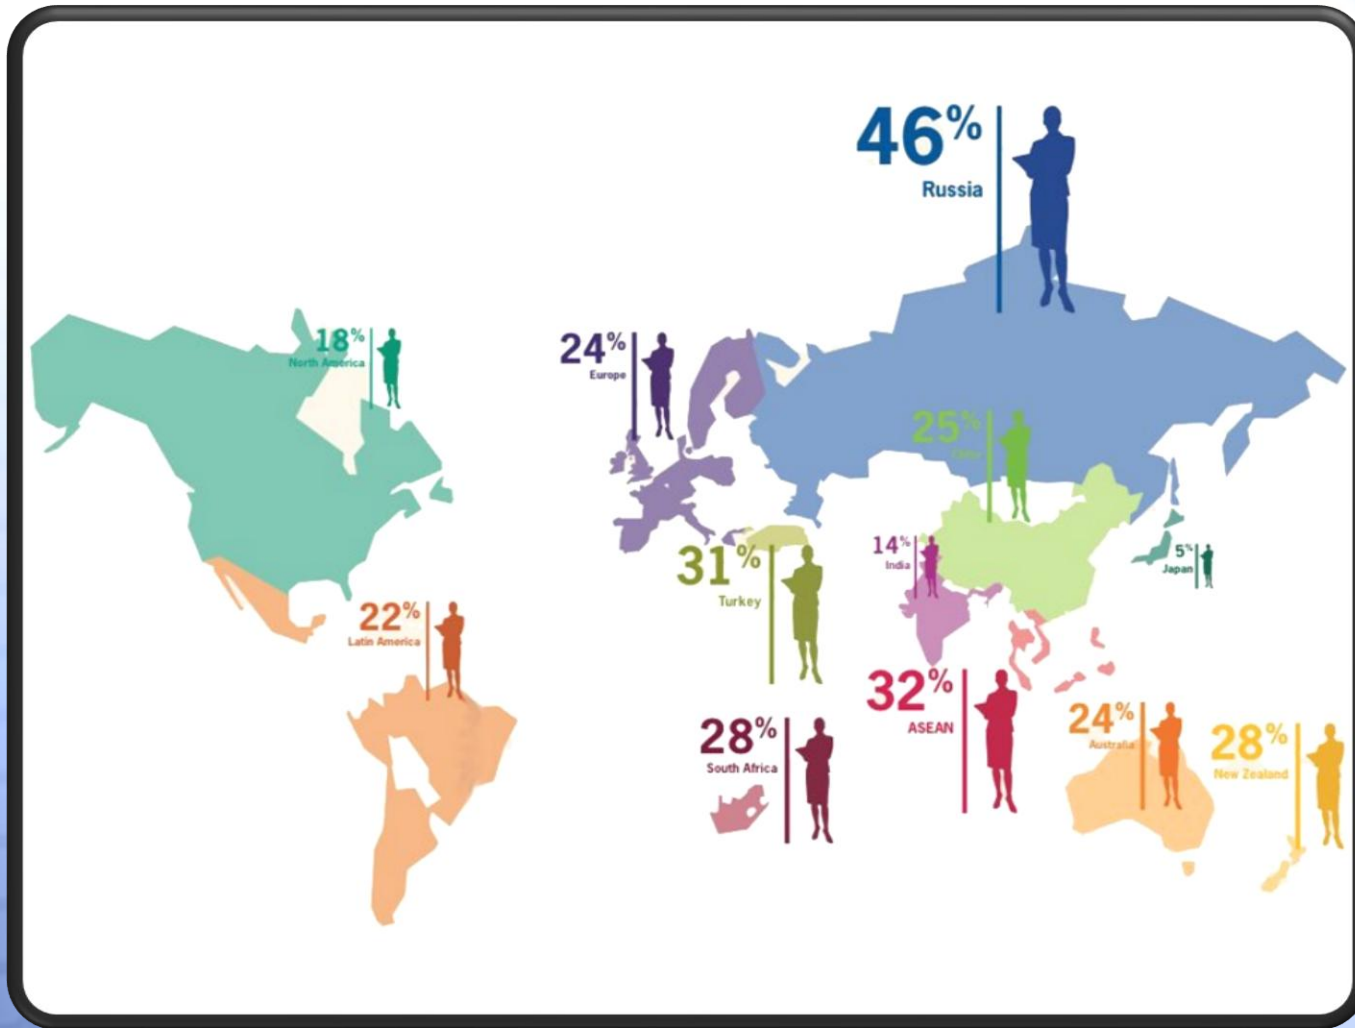 46%
Russia
18%
North America
24%
Europe
25%
China
14%
India
5%
Japan
31%
Turkey
22%
Latin America
32%
ASEAN
28%
South Africa
24%
Australia
28%
New Zealand